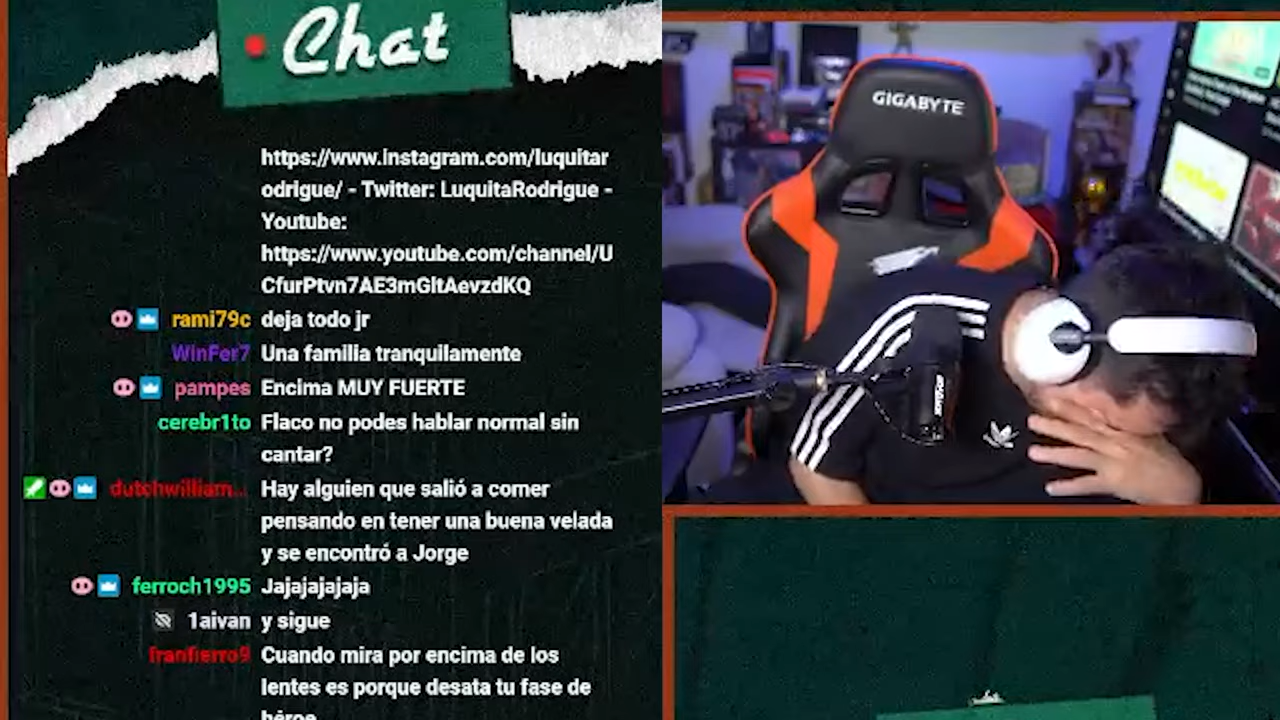 Chat
https://www.instagram.com/luquitar
odrigue/ - Twitter: LuquitaRodrigue -
Youtube:
https://www.youtube.com/channel/U
CfurPtvn7AE3mGltAevzdKQ
rami79c deja todo jr
WinFer7 Una familia tranquilamente
pampes Encima MUY FUERTE
cerebr1to Flaco no podes hablar normal sin
cantar?
dutchwilliam... Hay alguien que salió a comer
pensando en tener una buena velada
y se encontró a Jorge
ferroch1995 Jajajajajaja
1aivan y sigue
franfierro9 Cuando mira por encima de los
lentes es porque desata tu fase de
héroe
GIGABYTE